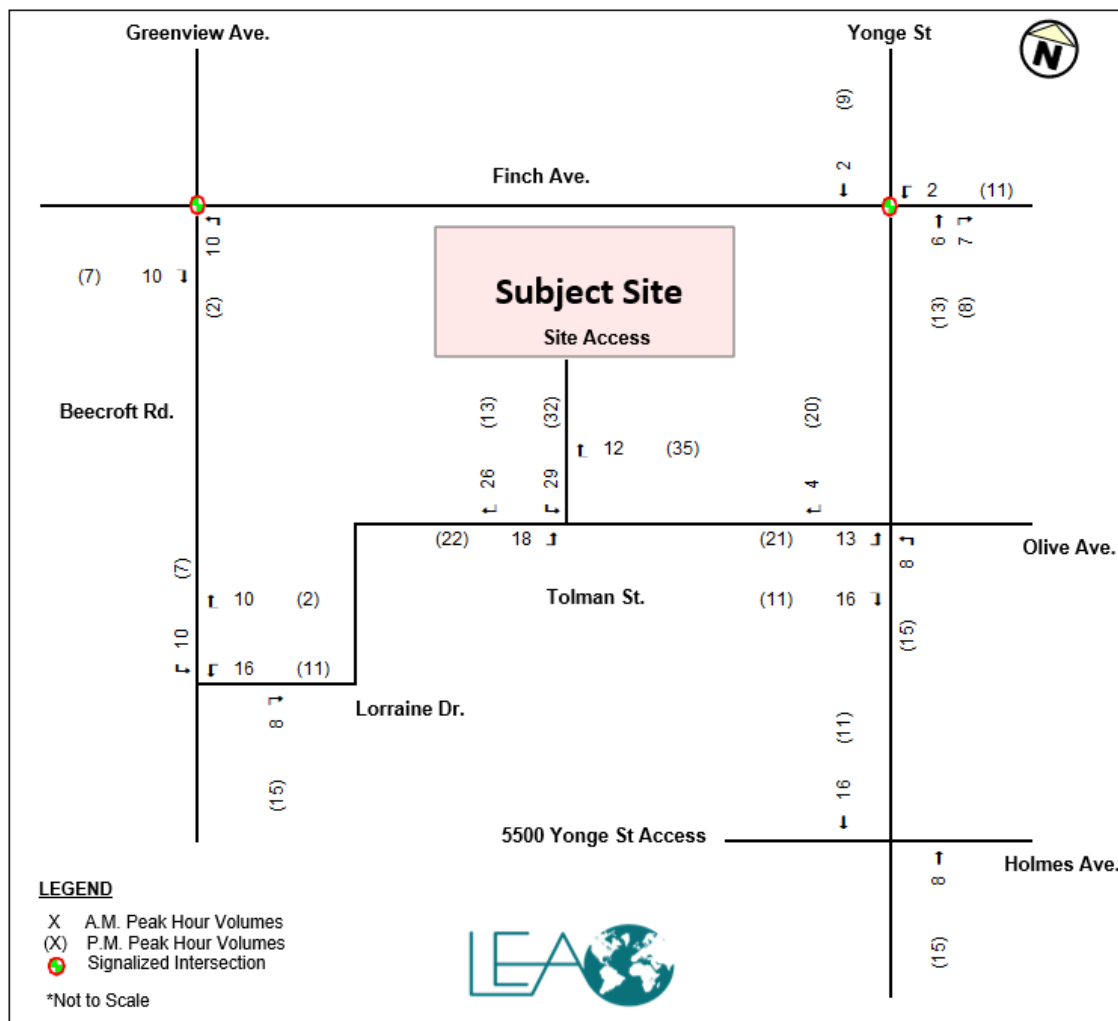 Greenview Ave.
Yonge St
N
(9)
2
Finch Ave.
2 (11)
10
(2)
(7) 10
6 7
(13) (8)
Subject Site
Site Access
Beecroft Rd.
(13) (32)
26 29
12 (35)
(20)
4
(22) 18
(21) 13
8
(15)
Olive Ave.
Tolman St.
(11) 16
(7)
10
10 (2)
16 (11)
Lorraine Dr.
8
(15)
(11)
16
5500 Yonge St Access
Holmes Ave.
8
(15)
LEGEND
X A.M. Peak Hour Volumes
(X) P.M. Peak Hour Volumes
Signalized Intersection
*Not to Scale
LEA